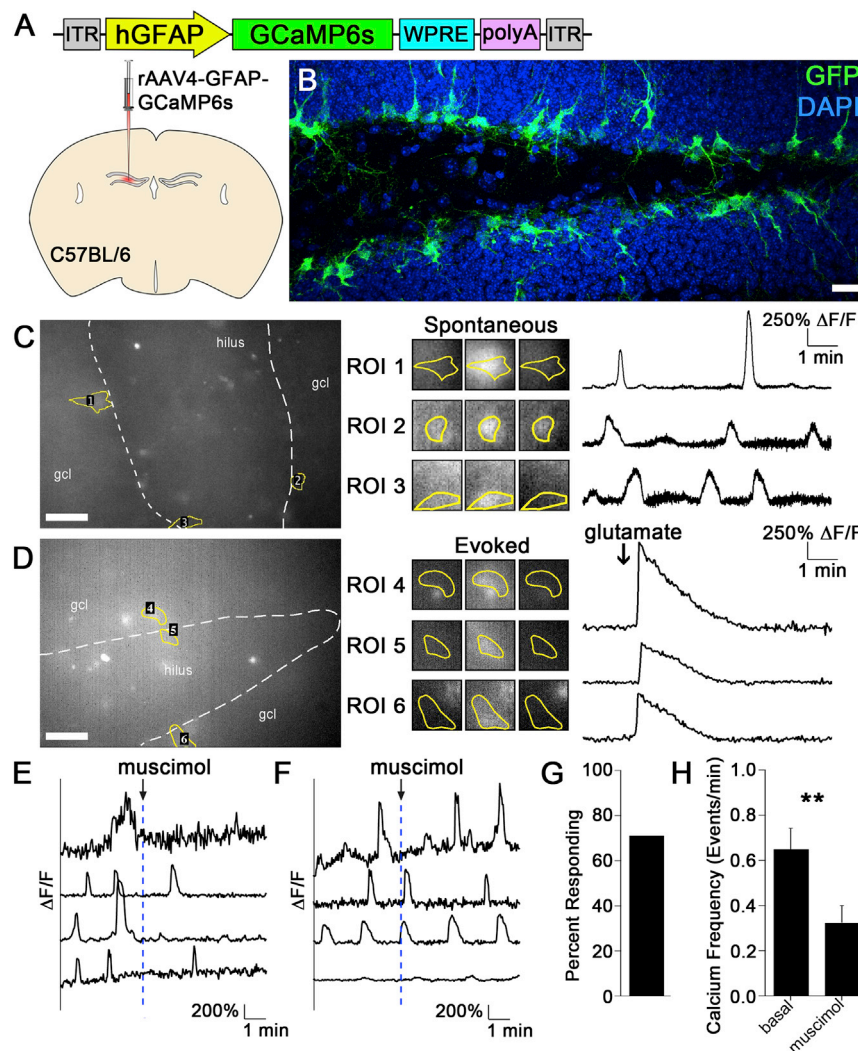 A
ITR hGFAP GCaMP6s WPRE polyA ITR
rAAV4-GFAP-
GCaMP6s
C57BL/6
B
GFP
DAPI
C
hilus
gcl
gcl
1
2
3
Spontaneous
ROI 1
ROI 2
ROI 3
250% ΔF/F
1 min
D
gcl
4
5
hilus
gcl
6
Evoked
ROI 4
ROI 5
ROI 6
glutamate
250% ΔF/F
1 min
E
muscimol
ΔF/F
200%
1 min
F
muscimol
ΔF/F
200%
1 min
G
Percent Responding
100
80
60
40
20
0
H
Calcium Frequency (Events/min)
1.0
0.8
0.6
0.4
0.2
0.0
**
basal
muscimol